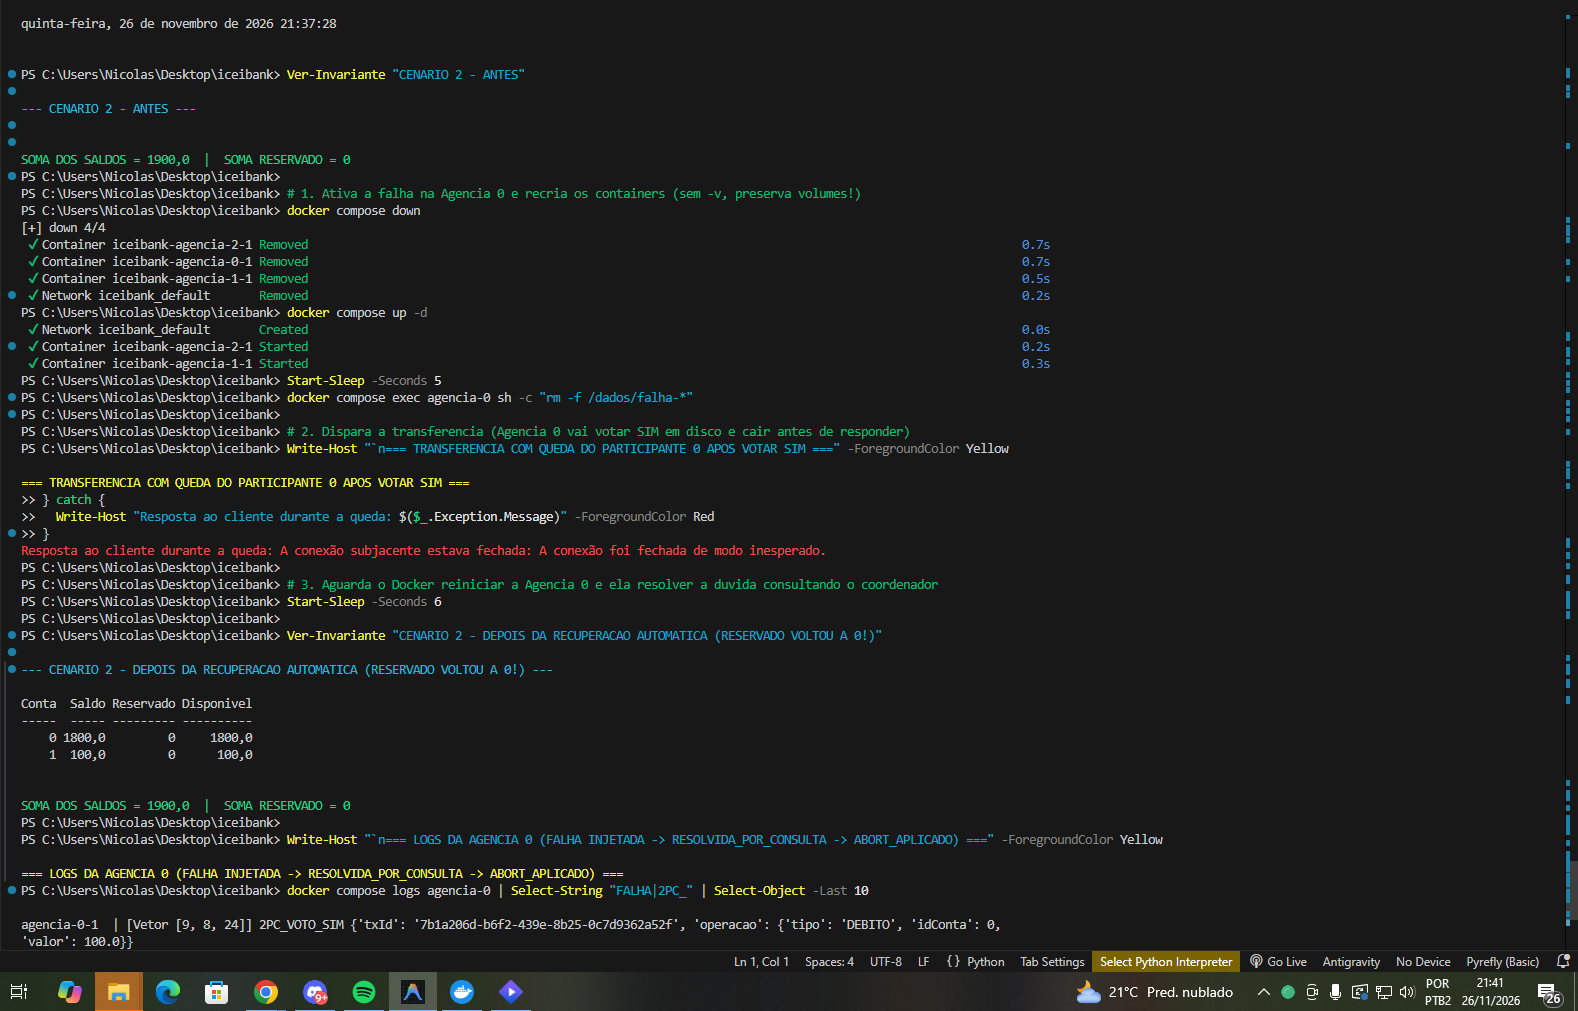 quinta-feira, 26 de novembro de 2026 21:37:28
PS C:\Users\Nicolas\Desktop\iceibank> Ver-Invariante "CENARIO 2 - ANTES"
--- CENARIO 2 - ANTES ---
SOMA DOS SALDOS = 1900,0  |  SOMA RESERVADO = 0
PS C:\Users\Nicolas\Desktop\iceibank>
PS C:\Users\Nicolas\Desktop\iceibank> # 1. Ativa a falha na Agencia 0 e recria os containers (sem -v, preserva volumes!)
PS C:\Users\Nicolas\Desktop\iceibank> docker compose down
[+] down 4/4
✓ Container iceibank-agencia-2-1 Removed 0.7s
✓ Container iceibank-agencia-0-1 Removed 0.7s
✓ Container iceibank-agencia-1-1 Removed 0.5s
✓ Network iceibank_default Removed 0.2s
PS C:\Users\Nicolas\Desktop\iceibank> docker compose up -d
✓ Network iceibank_default Created 0.0s
✓ Container iceibank-agencia-2-1 Started 0.2s
✓ Container iceibank-agencia-1-1 Started 0.3s
PS C:\Users\Nicolas\Desktop\iceibank> Start-Sleep -Seconds 5
PS C:\Users\Nicolas\Desktop\iceibank> docker compose exec agencia-0 sh -c "rm -f /dados/falha-*"
PS C:\Users\Nicolas\Desktop\iceibank>
PS C:\Users\Nicolas\Desktop\iceibank> # 2. Dispara a transferencia (Agencia 0 vai votar SIM em disco e cair antes de responder)
PS C:\Users\Nicolas\Desktop\iceibank> Write-Host "`n=== TRANSFERENCIA COM QUEDA DO PARTICIPANTE 0 APOS VOTAR SIM ===" -ForegroundColor Yellow
=== TRANSFERENCIA COM QUEDA DO PARTICIPANTE 0 APOS VOTAR SIM ===
>> } catch {
>>   Write-Host "Resposta ao cliente durante a queda: $($_.Exception.Message)" -ForegroundColor Red
>> }
Resposta ao cliente durante a queda: A conexão subjacente estava fechada: A conexão foi fechada de modo inesperado.
PS C:\Users\Nicolas\Desktop\iceibank>
PS C:\Users\Nicolas\Desktop\iceibank> # 3. Aguarda o Docker reiniciar a Agencia 0 e ela resolver a duvida consultando o coordenador
PS C:\Users\Nicolas\Desktop\iceibank> Start-Sleep -Seconds 6
PS C:\Users\Nicolas\Desktop\iceibank>
PS C:\Users\Nicolas\Desktop\iceibank> Ver-Invariante "CENARIO 2 - DEPOIS DA RECUPERACAO AUTOMATICA (RESERVADO VOLTOU A 0!)"
--- CENARIO 2 - DEPOIS DA RECUPERACAO AUTOMATICA (RESERVADO VOLTOU A 0!) ---
Conta  Saldo Reservado Disponivel
-----  ----- --------- ----------
0 1800,0         0     1800,0
1  100,0         0      100,0
SOMA DOS SALDOS = 1900,0  |  SOMA RESERVADO = 0
PS C:\Users\Nicolas\Desktop\iceibank>
PS C:\Users\Nicolas\Desktop\iceibank> Write-Host "`n=== LOGS DA AGENCIA 0 (FALHA INJETADA -> RESOLVIDA_POR_CONSULTA -> ABORT_APLICADO) ===" -ForegroundColor Yellow
=== LOGS DA AGENCIA 0 (FALHA INJETADA -> RESOLVIDA_POR_CONSULTA -> ABORT_APLICADO) ===
PS C:\Users\Nicolas\Desktop\iceibank> docker compose logs agencia-0 | Select-String "FALHA|2PC_" | Select-Object -Last 10
agencia-0-1  | [Vetor [9, 8, 24]] 2PC_VOTO_SIM {'txId': '7b1a206d-b6f2-439e-8b25-0c7d9362a52f', 'operacao': {'tipo': 'DEBITO', 'idConta': 0,
'valor': 100.0}}
Ln 1, Col 1 Spaces: 4 UTF-8 LF {} Python Tab Settings Select Python Interpreter Go Live Antigravity No Device Pyrefly (Basic)
9+ 21°C Pred. nublado POR 21:41
PTB2 26/11/2026 26